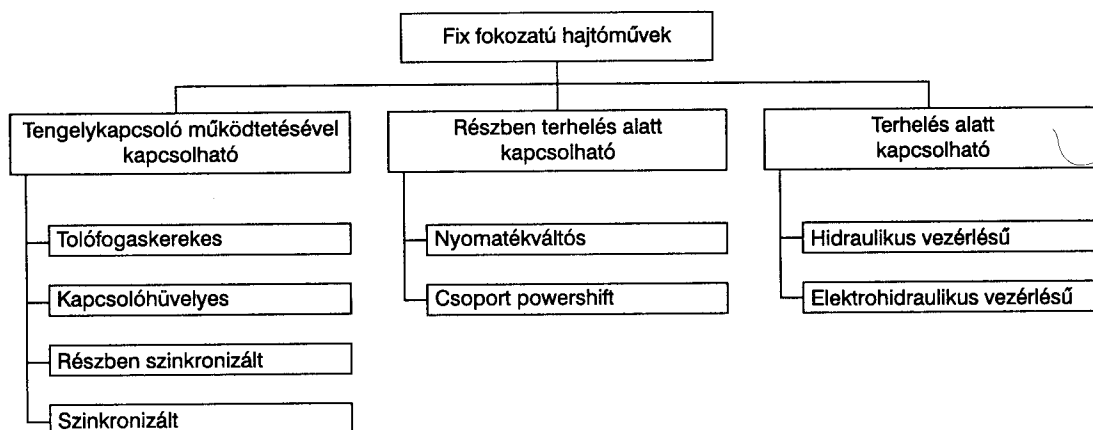 Fix fokozatú hajtóművek
Tengelykapcsoló működtetésével
kapcsolható
Tolófogaskerekes
Kapcsolóhüvelyes
Részben szinkronizált
Szinkronizált
Részben terhelés alatt
kapcsolható
Nyomatékváltós
Csoport powershift
Terhelés alatt
kapcsolható
Hidraulikus vezérlésű
Elektrohidraulikus vezérlésű